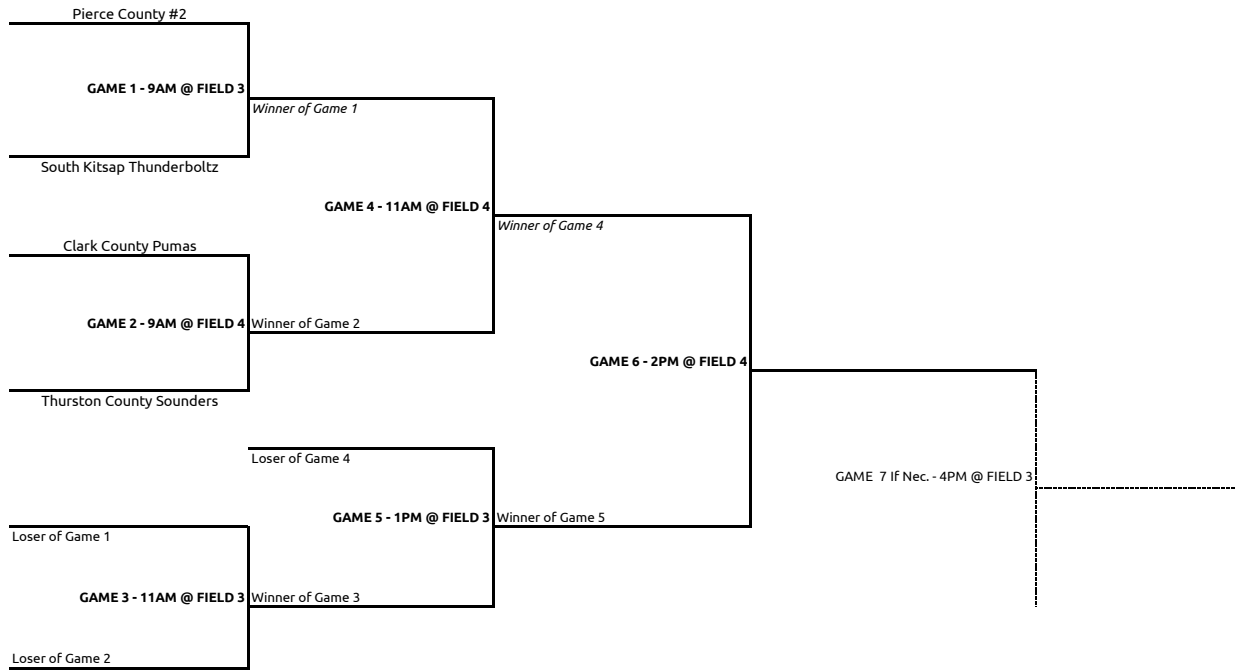 Pierce County #2
GAME 1 - 9AM @ FIELD 3
Winner of Game 1
South Kitsap Thunderboltz
GAME 4 - 11AM @ FIELD 4
Winner of Game 4
Clark County Pumas
GAME 2 - 9AM @ FIELD 4
Winner of Game 2
GAME 6 - 2PM @ FIELD 4
Thurston County Sounders
Loser of Game 4
GAME  7 If Nec. - 4PM @ FIELD 3
GAME 5 - 1PM @ FIELD 3
Winner of Game 5
Loser of Game 1
GAME 3 - 11AM @ FIELD 3
Winner of Game 3
Loser of Game 2